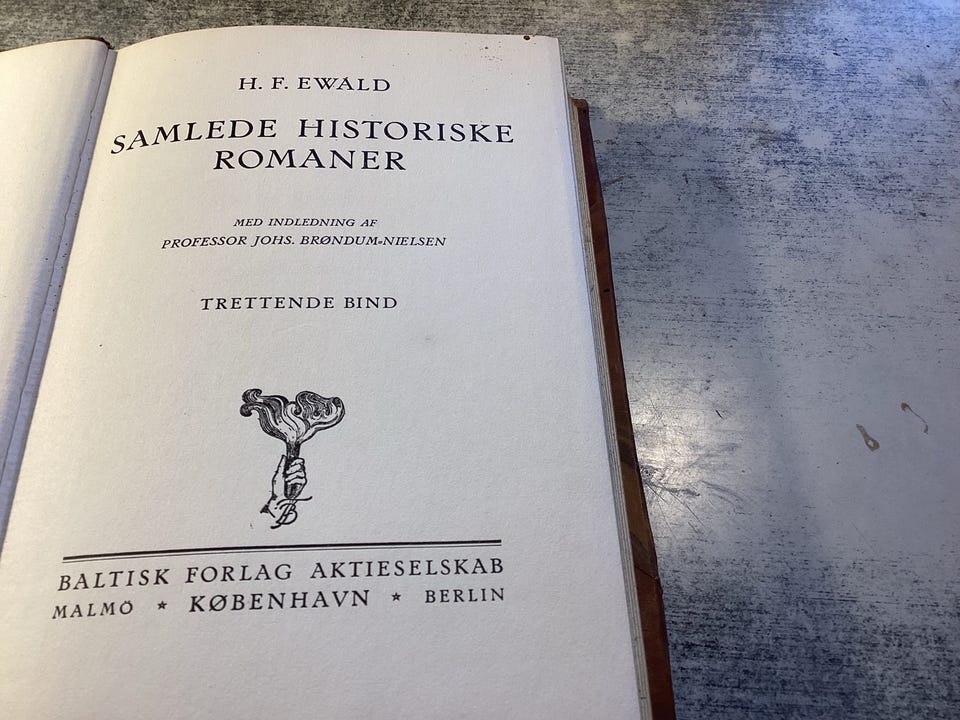 H. F. EWALD
SAMLEDE HISTORISKE
ROMANER
MED INDLEDNING AF
PROFESSOR JOHS. BRØNDUM-NIELSEN
TRETTENDE BIND
B
BALTISK FORLAG AKTIESELSKAB
MALMÖ * KØBENHAVN * BERLIN